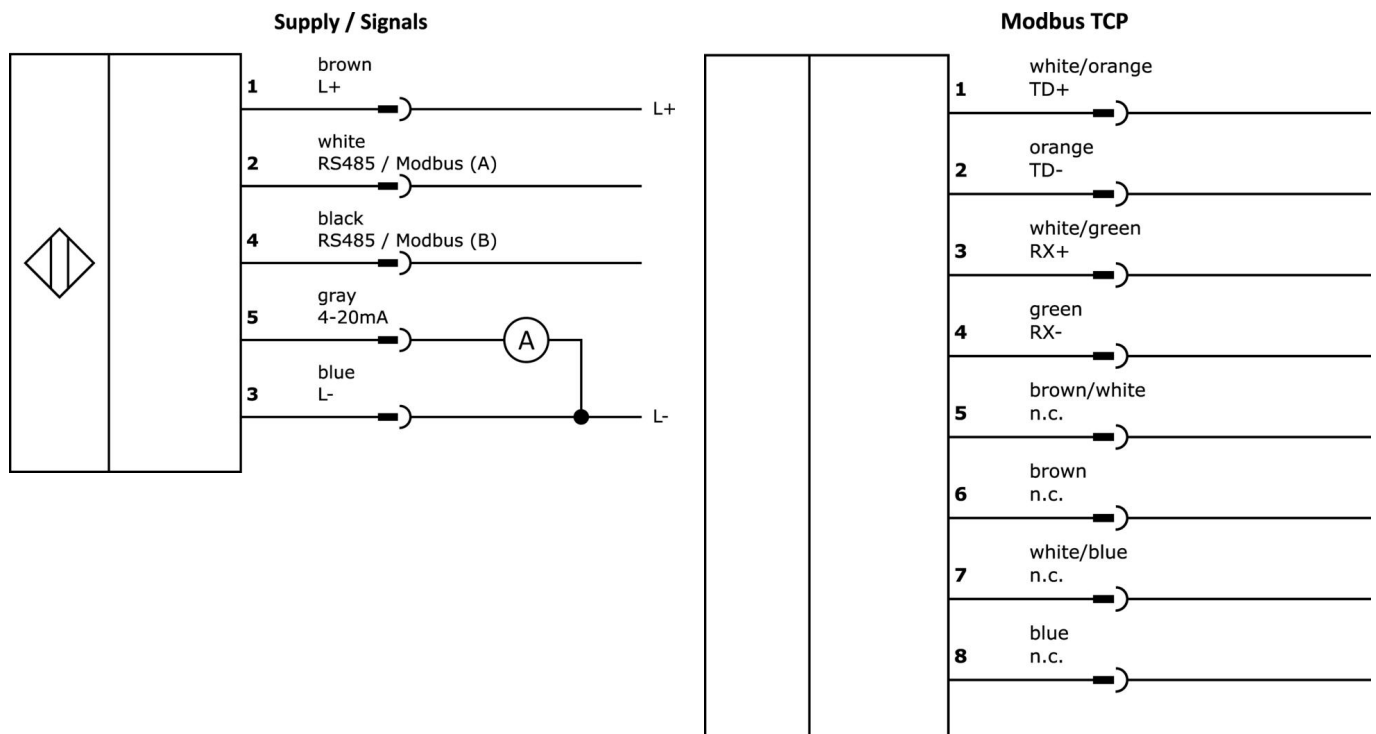 Supply / Signals
brown
1 L+
L+
white
2 RS485 / Modbus (A)
black
4 RS485 / Modbus (B)
gray
5 4-20mA
A
blue
3 L-
L-
Modbus TCP
white/orange
1 TD+
orange
2 TD-
white/green
3 RX+
green
4 RX-
brown/white
5 n.c.
brown
6 n.c.
white/blue
7 n.c.
blue
8 n.c.